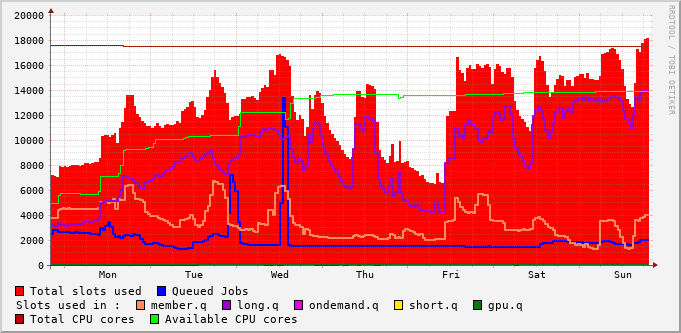 20000
18000
16000
14000
12000
10000
8000
6000
4000
2000
0
Mon Tue Wed Thu Fri Sat Sun
RRDTOOL / TOBI OETIKER
Total slots used Queued Jobs
Slots used in : member.q long.q ondemand.q short.q gpu.q
Total CPU cores Available CPU cores